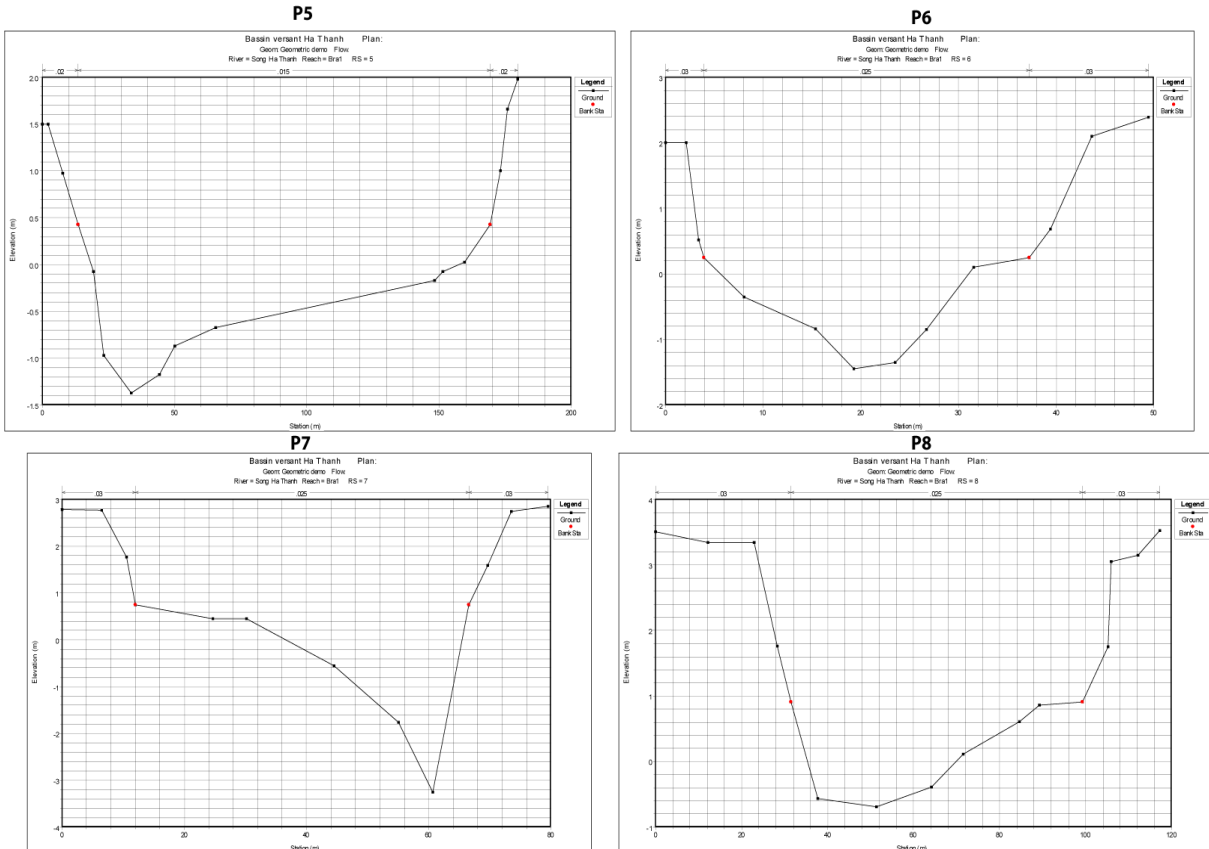 P5
Bassin versant Ha Thanh Plan:
Geom: Geometric demo Flow:
River = Song Ha Thanh Reach = Bra1 RS = 5
.02 .015 .02
Legend
Ground
Bank Sta
2.0
1.5
1.0
0.5
0.0
-0.5
-1.0
-1.5
Elevation (m)
0 50 100 150 200
Station (m)
P6
Bassin versant Ha Thanh Plan:
Geom: Geometric demo Flow:
River = Song Ha Thanh Reach = Bra1 RS = 6
.03 .025 .03
Legend
Ground
Bank Sta
3
2
1
0
-1
-2
Elevation (m)
0 10 20 30 40 50
Station (m)
P7
Bassin versant Ha Thanh Plan:
Geom: Geometric demo Flow:
River = Song Ha Thanh Reach = Bra1 RS = 7
.03 .025 .03
Legend
Ground
Bank Sta
3
2
1
0
-1
-2
-3
-4
Elevation (m)
0 20 40 60 80
Station (m)
P8
Bassin versant Ha Thanh Plan:
Geom: Geometric demo Flow:
River = Song Ha Thanh Reach = Bra1 RS = 8
.03 .025 .03
Legend
Ground
Bank Sta
4
3
2
1
0
-1
Elevation (m)
0 20 40 60 80 100 120
Station (m)